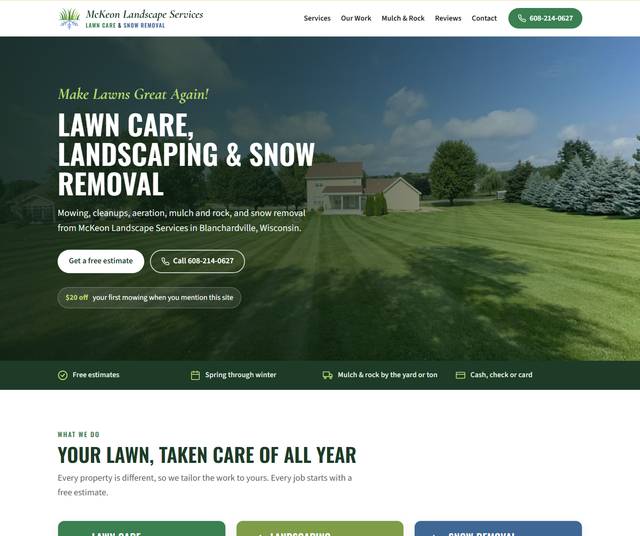 McKeon Landscape Services
LAWN CARE & SNOW REMOVAL
Services
Our Work
Mulch & Rock
Reviews
Contact
608-214-0627
Make Lawns Great Again!
LAWN CARE,
LANDSCAPING & SNOW
REMOVAL
Mowing, cleanups, aeration, mulch and rock, and snow removal
from McKeon Landscape Services in Blanchardville, Wisconsin.
Get a free estimate
Call 608-214-0627
$20 off your first mowing when you mention this site
Free estimates
Spring through winter
Mulch & rock by the yard or ton
Cash, check or card
WHAT WE DO
YOUR LAWN, TAKEN CARE OF ALL YEAR
Every property is different, so we tailor the work to yours. Every job starts with a
free estimate.
LAWN CARE
LANDSCAPING
SNOW REMOVAL